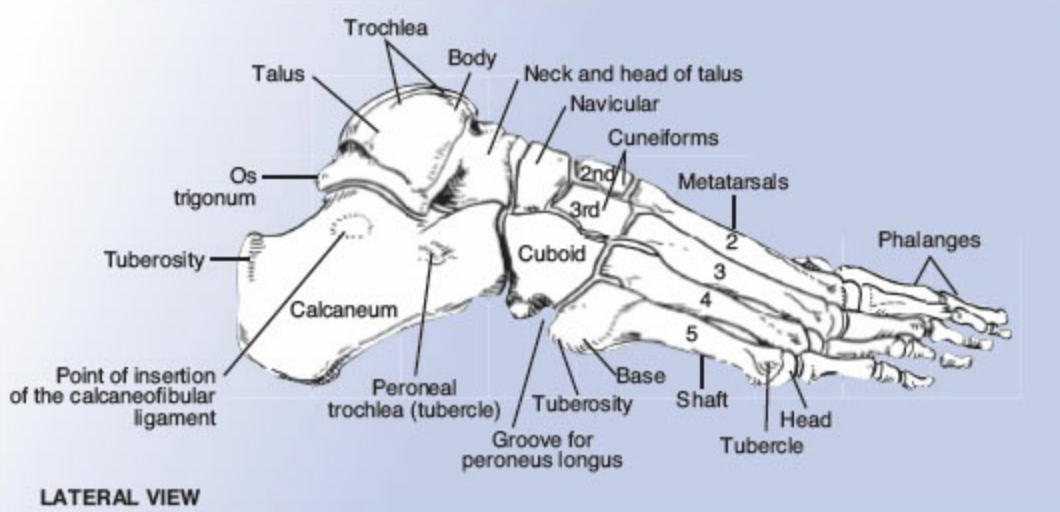 Trochlea
Body
Talus
Neck and head of talus
Navicular
Cuneiforms
2nd
Os
trigonum
Metatarsals
3rd
2
Phalanges
Tuberosity
Cuboid
3
4
Calcaneum
5
Point of insertion
of the calcaneofibular
ligament
Peroneal
trochlea (tubercle)
Base
Tuberosity
Shaft
Head
Groove for
peroneus longus
Tubercle
LATERAL VIEW